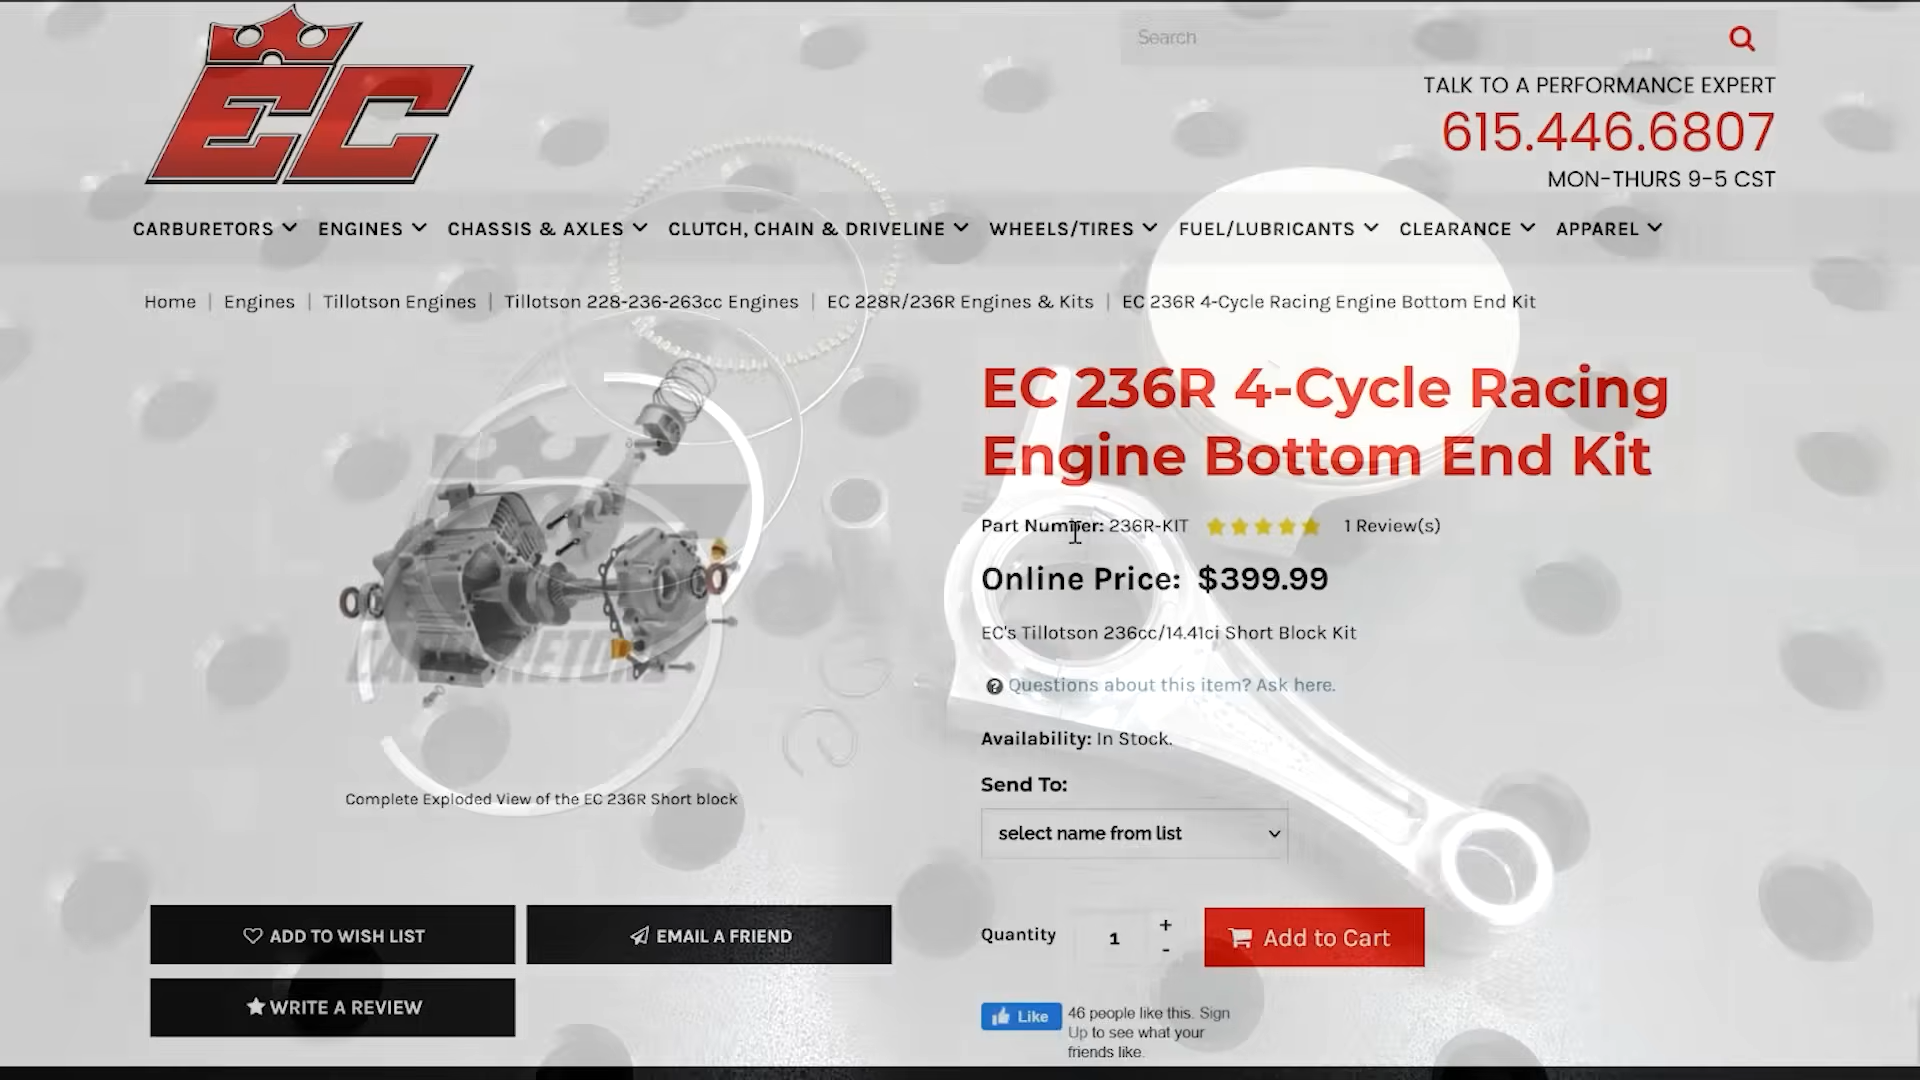 EC
Search
TALK TO A PERFORMANCE EXPERT
615.446.6807
MON-THURS 9-5 CST
CARBURETORS ENGINES CHASSIS & AXLES CLUTCH, CHAIN & DRIVELINE WHEELS/TIRES FUEL/LUBRICANTS CLEARANCE APPAREL
Home | Engines | Tillotson Engines | Tillotson 228-236-263cc Engines | EC 228R/236R Engines & Kits | EC 236R 4-Cycle Racing Engine Bottom End Kit
EC 236R 4-Cycle Racing
Engine Bottom End Kit
Part Number: 236R-KIT 1 Review(s)
Online Price: $399.99
EC's Tillotson 236cc/14.41ci Short Block Kit
Questions about this item? Ask here.
Availability: In Stock.
Send To:
select name from list
Complete Exploded View of the EC 236R Short block
ADD TO WISH LIST
EMAIL A FRIEND
WRITE A REVIEW
Quantity 1 + -
Add to Cart
Like
46 people like this. Sign
Up to see what your
friends like.